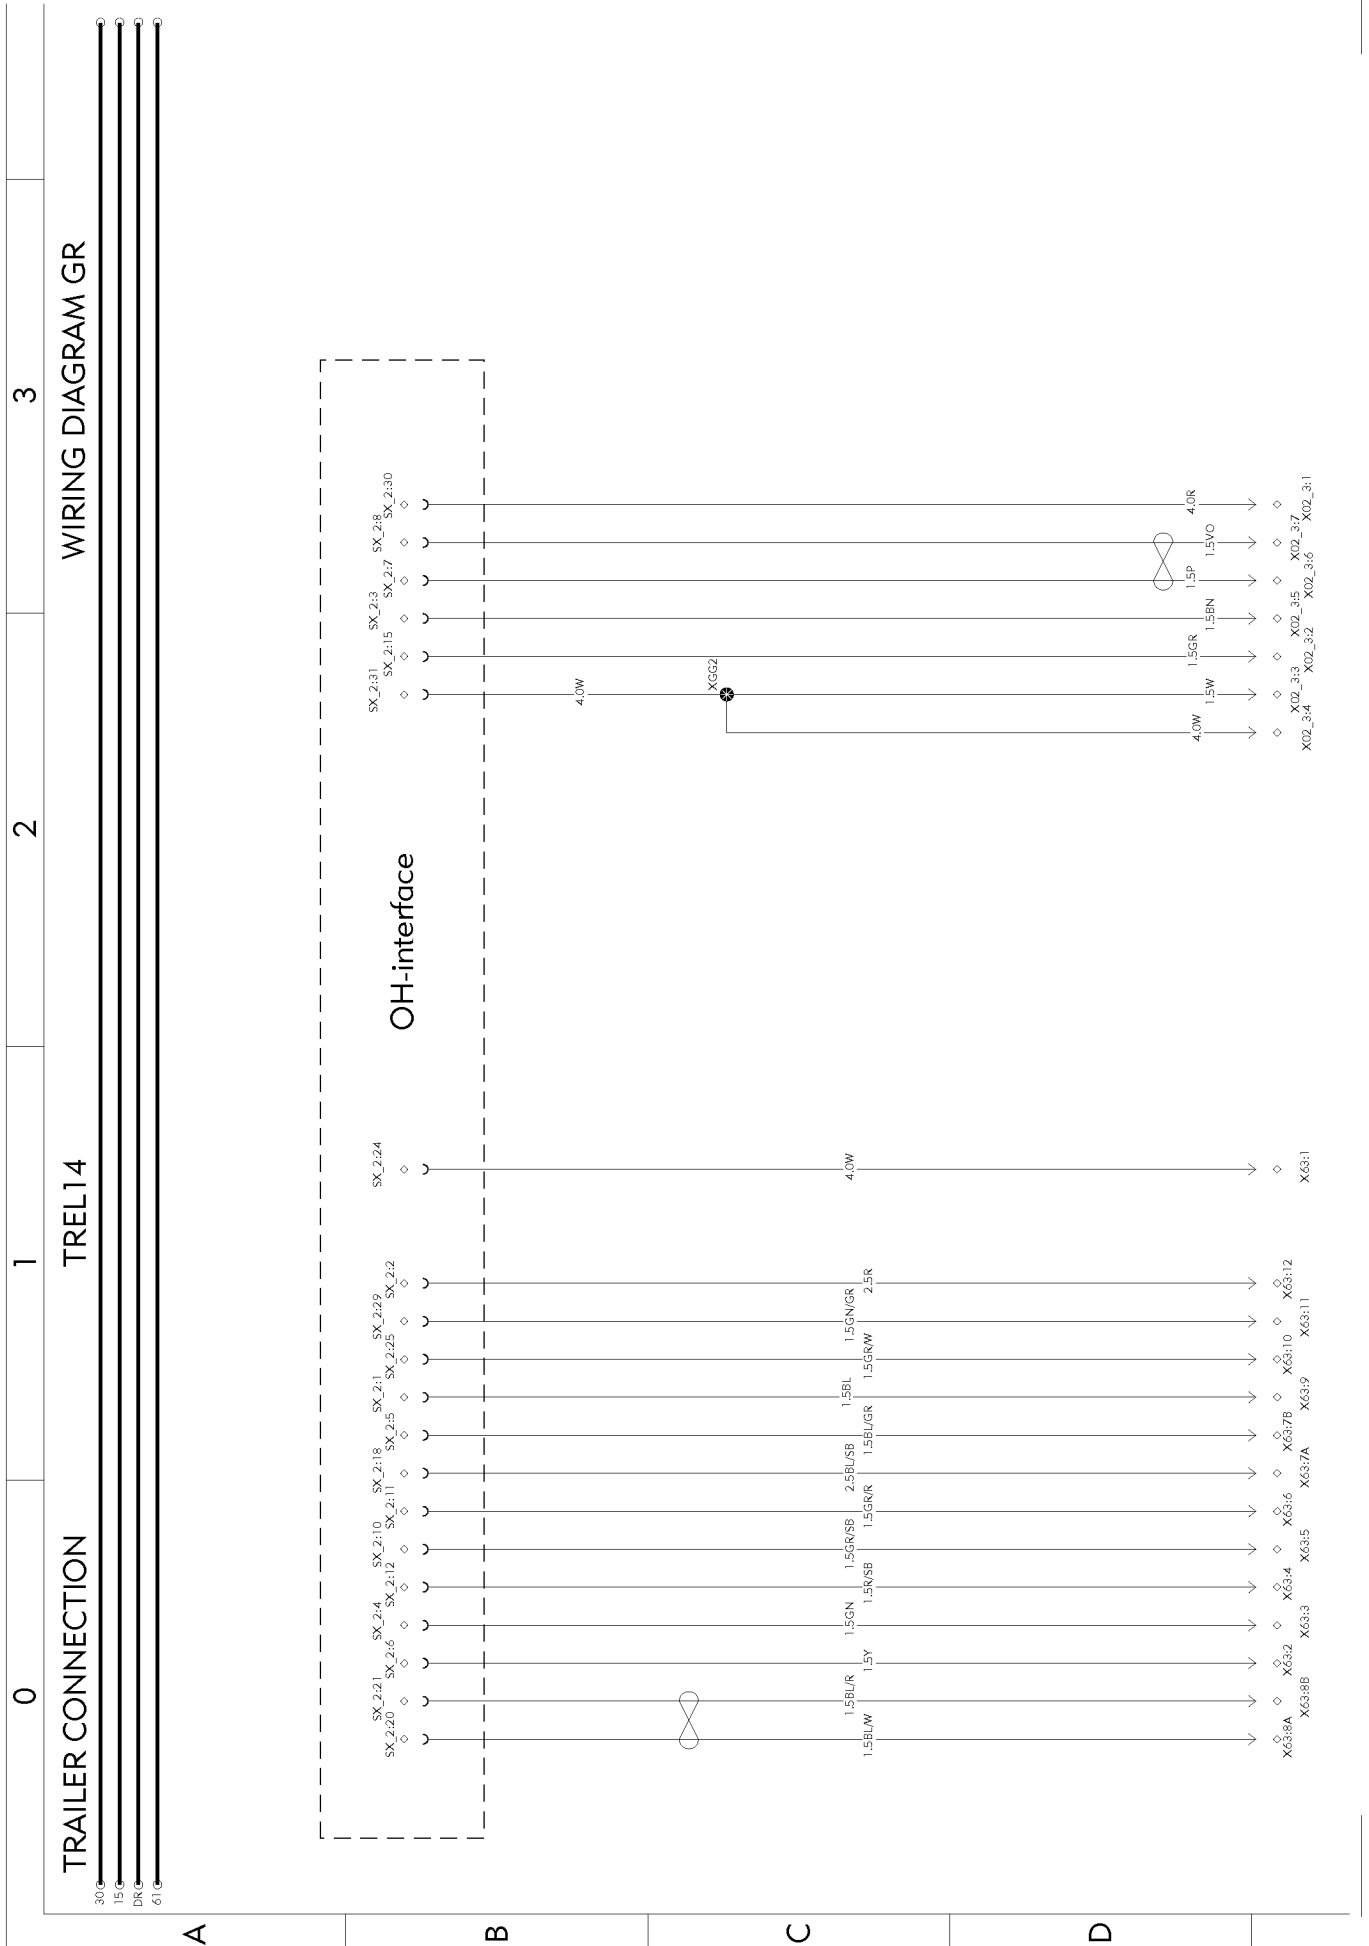 0 1 2 3
TRAILER CONNECTION TREL14 WIRING DIAGRAM GR
30
15
DR
61
A
B
C
D
OH-interface
SX_2:20 SX_2:21 SX_2:6 SX_2:4 SX_2:12 SX_2:10 SX_2:11 SX_2:18 SX_2:5 SX_2:1 SX_2:25 SX_2:29 SX_2:2 SX_2:24 SX_2:31 SX_2:15 SX_2:3 SX_2:7 SX_2:8 SX_2:30
4.0W
XGG2
1.5BL/W 1.5BL/R 1.5Y 1.5GN 1.5R/SB 1.5GR/SB 1.5GR/R 2.5BL/SB 1.5BL/GR 1.5BL 1.5GR/W 1.5GN/GR 2.5R 4.0W
4.0W 1.5W 1.5GR 1.5BN 1.5P 1.5VO 4.0R
X63:8A X63:8B X63:2 X63:3 X63:4 X63:5 X63:6 X63:7A X63:7B X63:9 X63:10 X63:11 X63:12 X63:1 X02_3:4 X02_3:3 X02_3:2 X02_3:5 X02_3:6 X02_3:7 X02_3:1